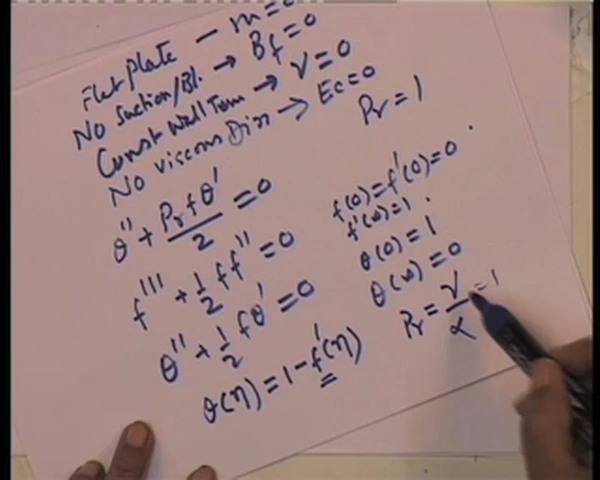 Flat plate — m = 0
No Suction/Bl. → Bf = 0
Const Wall Tem → γ = 0
No viscous Diss → Ec = 0
Pr = 1
θ'' + Pr f θ' / 2 = 0
f''' + 1/2 f f'' = 0
θ'' + 1/2 f θ' = 0
θ(η) = 1 - f'(η)
f(0) = f'(0) = 0
f'(∞) = 1
θ(0) = 1
θ(∞) = 0
Pr = ν/α = 1